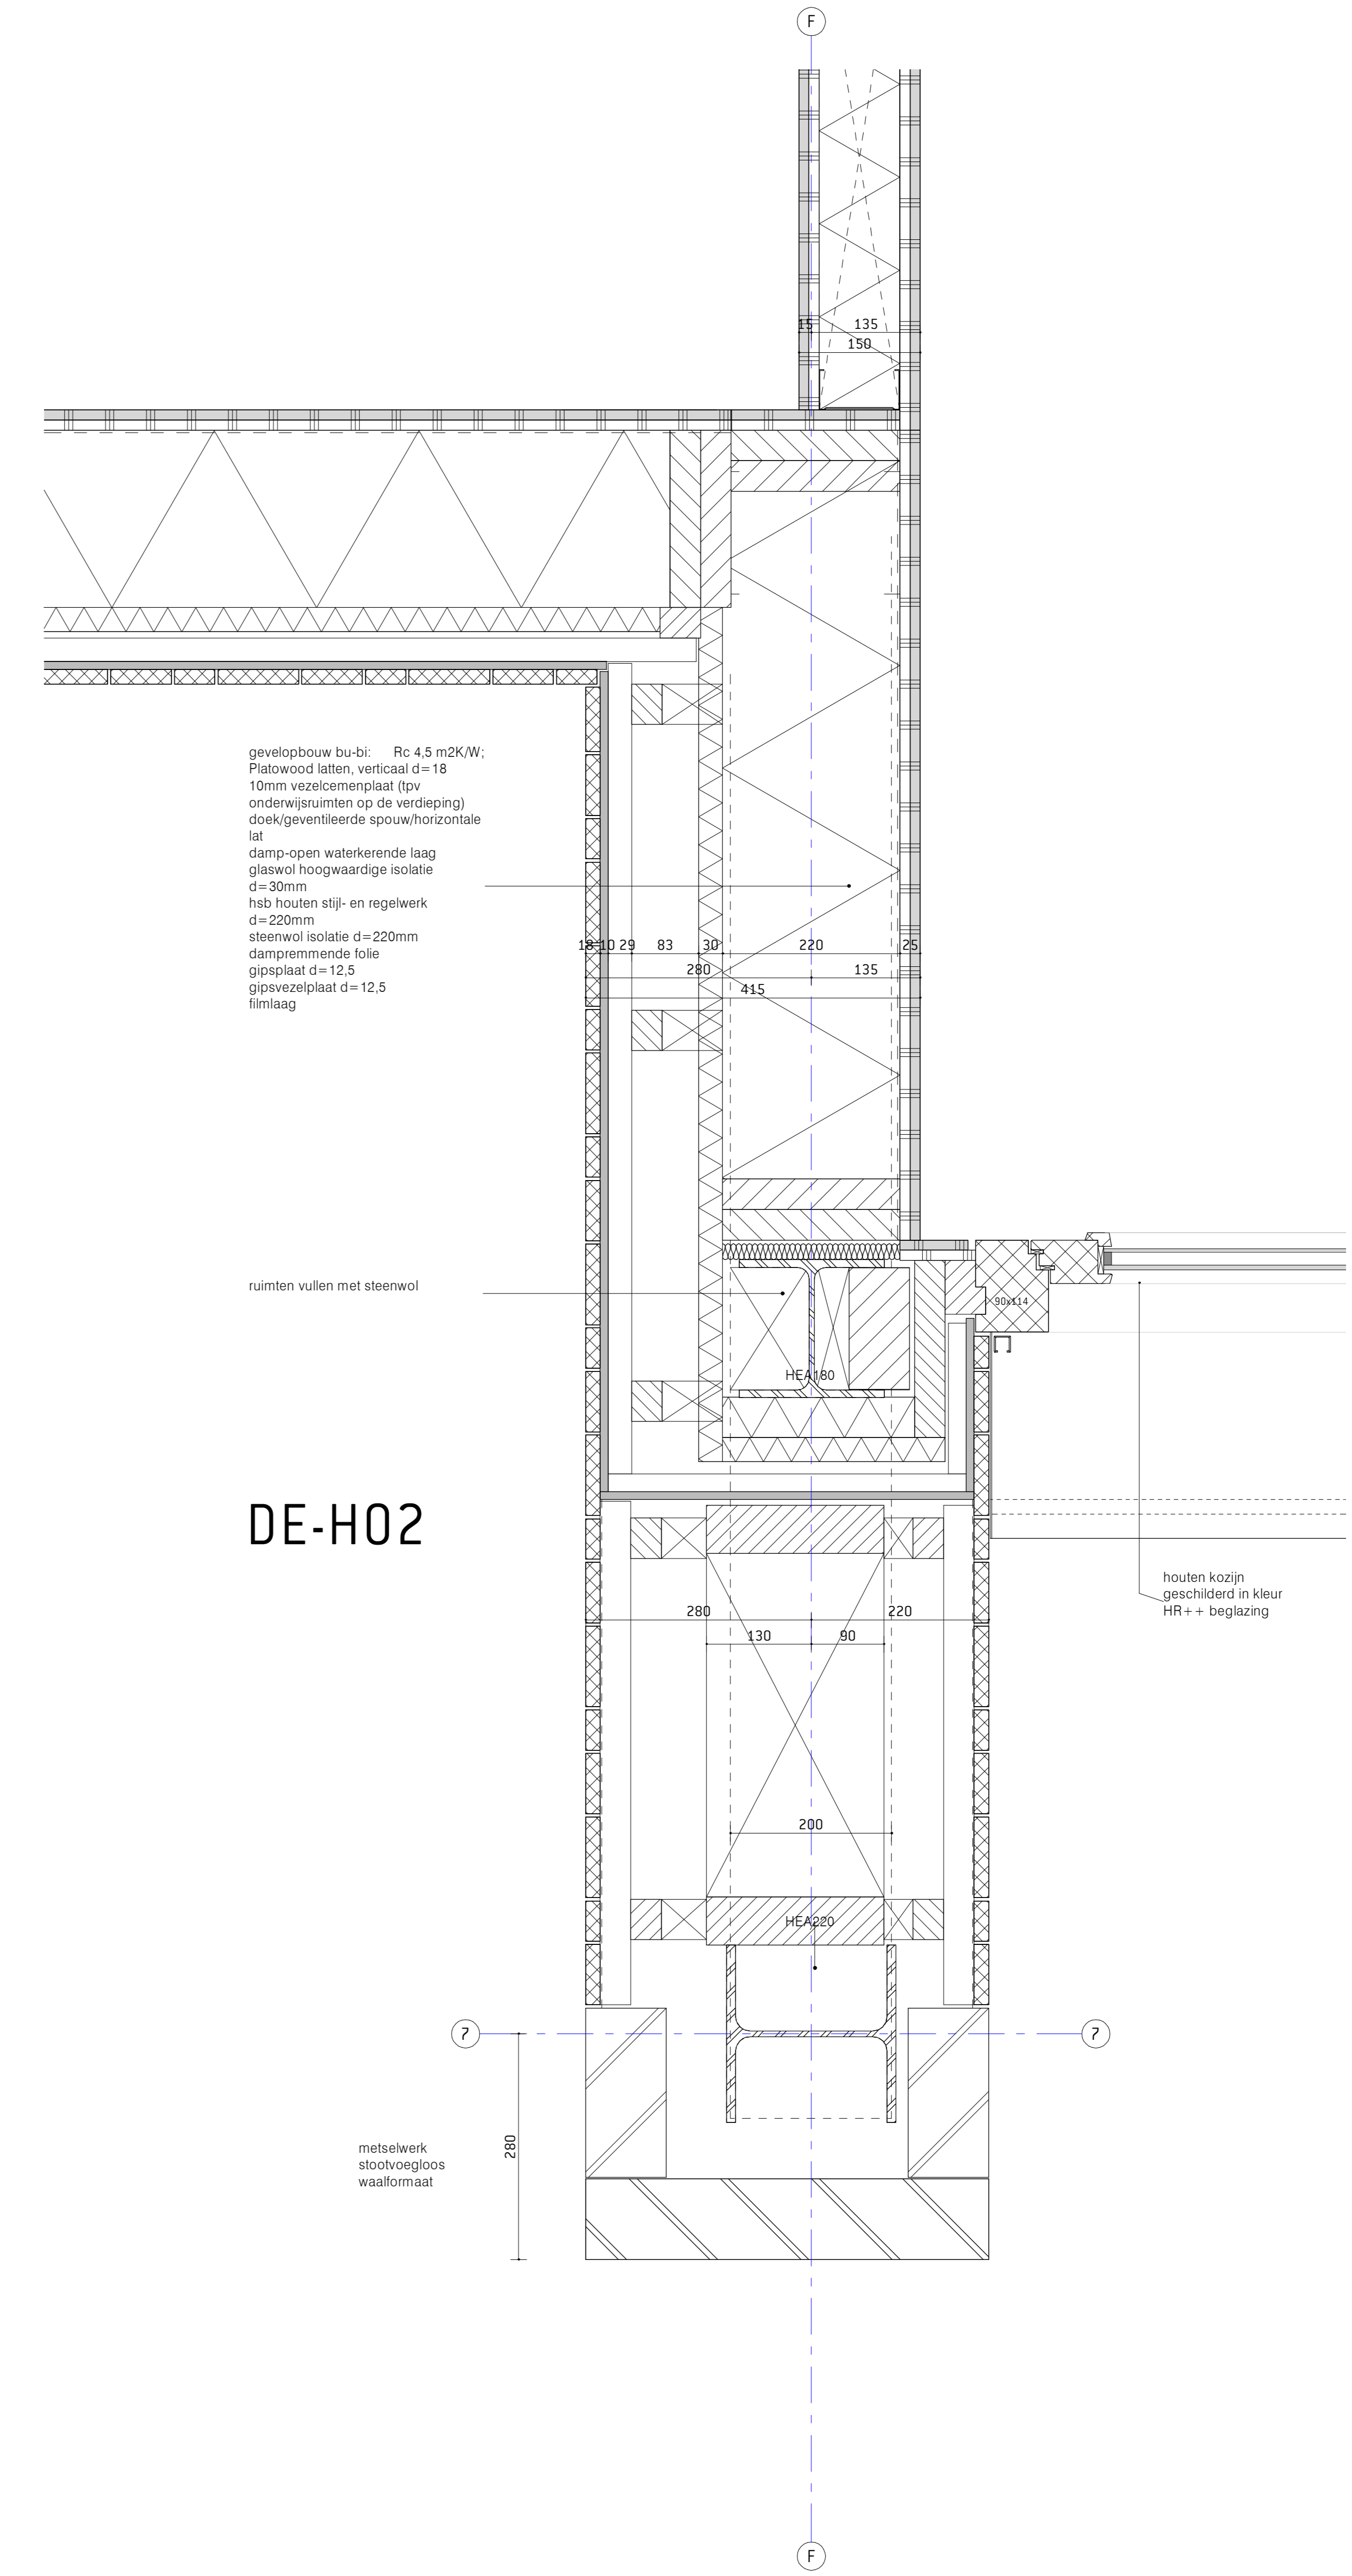 F
15 135
150
gevelopbouw bu-bi: Rc 4,5 m2K/W;
Platowood latten, verticaal d=18
10mm vezelcementplaat (tpv
onderwijsruimten op de verdieping)
doek/geventileerde spouw/horizontale
lat
damp-open waterkerende laag
glaswol hoogwaardige isolatie
d=30mm
hsb houten stijl- en regelwerk
d=220mm
steenwol isolatie d=220mm
dampremmende folie
gipsplaat d=12,5
gipsvezelplaat d=12,5
filmlaag
18 10 29 83 30 220 25
280 135
415
ruimten vullen met steenwol
90x114
HEA180
DE-H02
houten kozijn
geschilderd in kleur
HR++ beglazing
280 220
130 90
200
HEA220
7 7
280
metselwerk
stootvoegloos
waalformaat
F